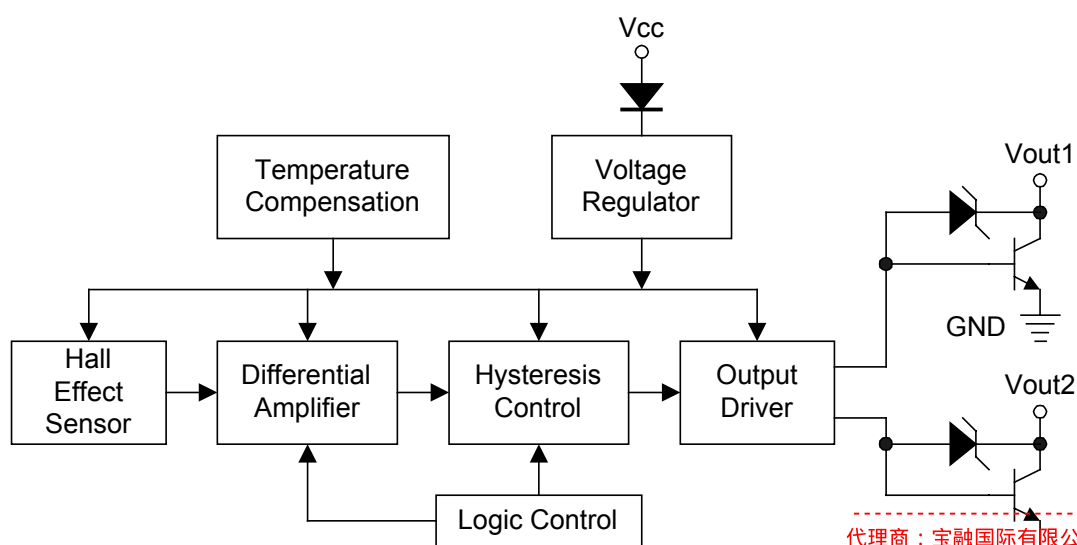 Vcc
Temperature
Compensation
Voltage
Regulator
Vout1
GND
Hall
Effect
Sensor
Differential
Amplifier
Hysteresis
Control
Output
Driver
Vout2
Logic Control
代理商：宝融国际有限公